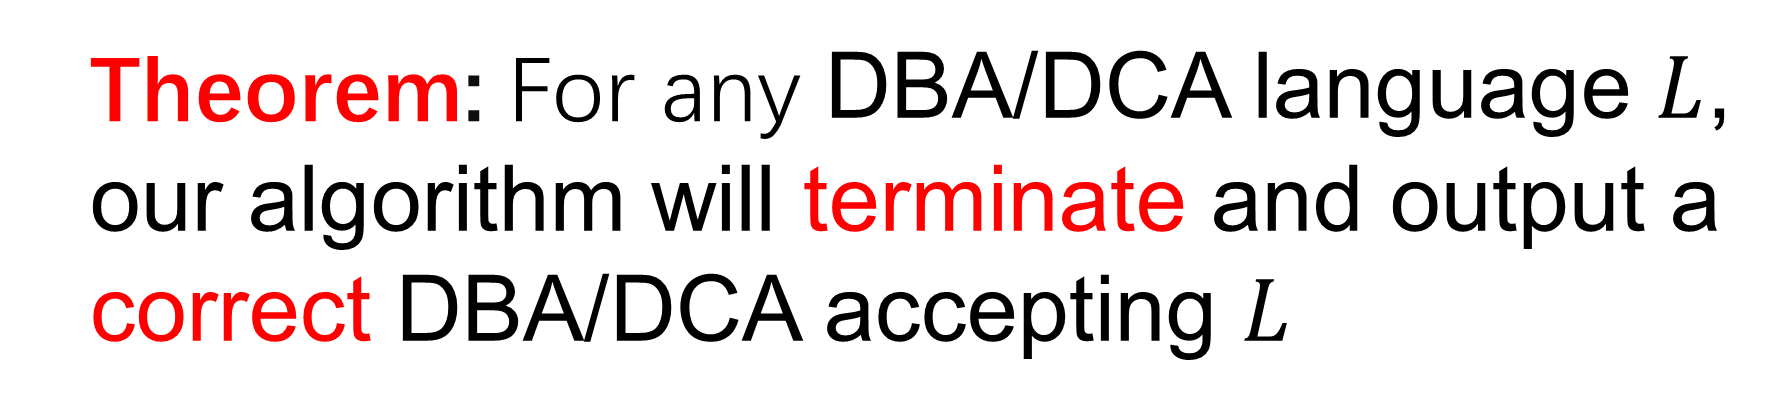 Theorem: For any DBA/DCA language L,
our algorithm will terminate and output a
correct DBA/DCA accepting L